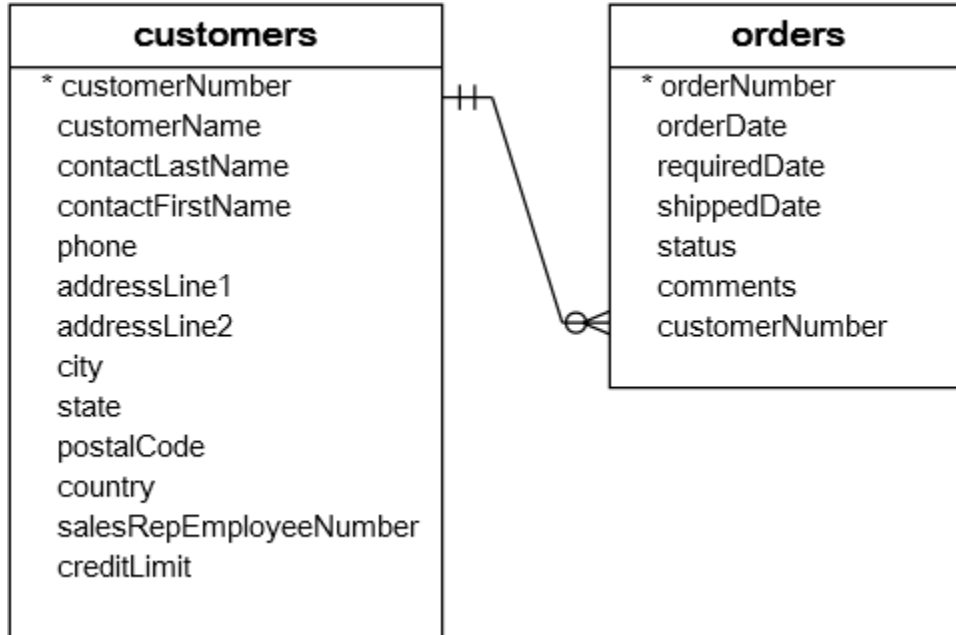 customers
* customerNumber
customerName
contactLastName
contactFirstName
phone
addressLine1
addressLine2
city
state
postalCode
country
salesRepEmployeeNumber
creditLimit
orders
* orderNumber
orderDate
requiredDate
shippedDate
status
comments
customerNumber